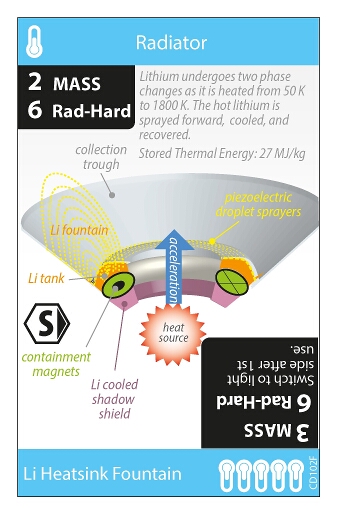 Radiator
2 MASS
6 Rad-Hard
Lithium undergoes two phase
changes as it is heated from 50 K
to 1800 K. The hot lithium is
sprayed forward, cooled, and
recovered.
Stored Thermal Energy: 27 MJ/kg
collection
trough
piezoelectric
droplet sprayers
Li fountain
acceleration
Li tank
S
heat
source
containment
magnets
Li cooled
shadow
shield
3 MASS
6 Rad-Hard
Switch to light
side after 1st
use.
Li Heatsink Fountain
CD102F